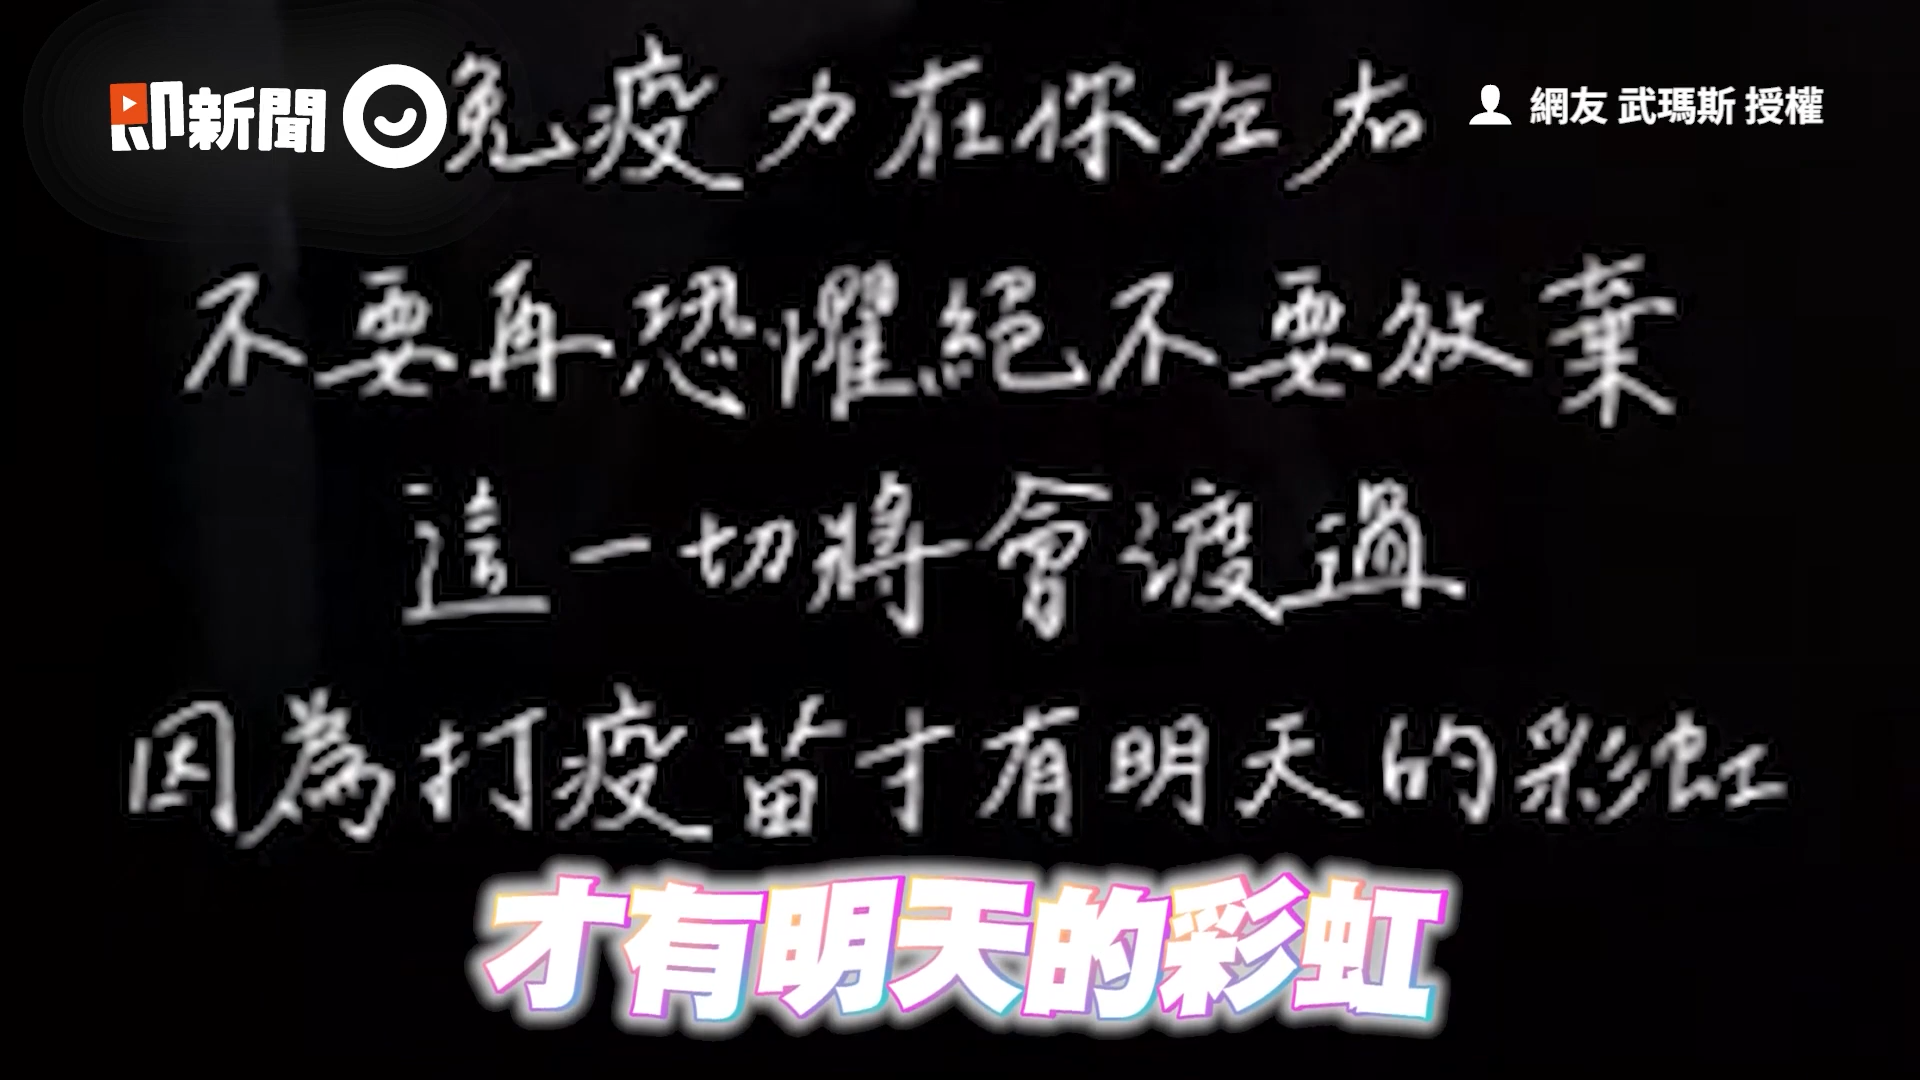 即新聞
網友 武瑪斯 授權
免疫力在你左右
不要再恐懼絕不要放棄
這一切將會渡過
因為打疫苗才有明天的彩虹
才有明天的彩虹